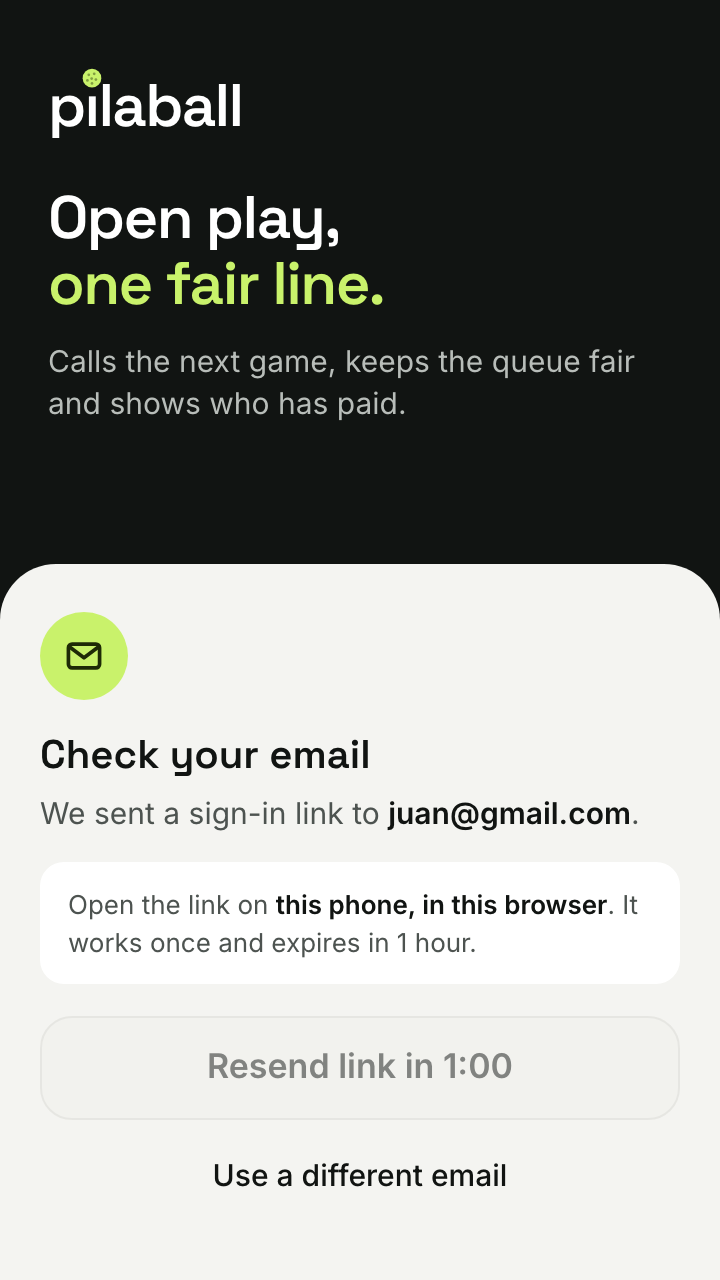 pilaball
Open play,
one fair line.
Calls the next game, keeps the queue fair
and shows who has paid.
Check your email
We sent a sign-in link to juan@gmail.com.
Open the link on this phone, in this browser. It
works once and expires in 1 hour.
Resend link in 1:00
Use a different email